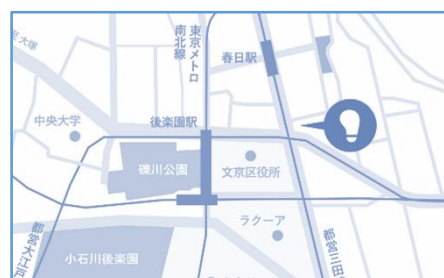 大塚
東京メトロ
南北線
春日駅
中央大学
後楽園駅
礫川公園
文京区役所
ラクーア
都営大江戸
小石川後楽園
都営三田